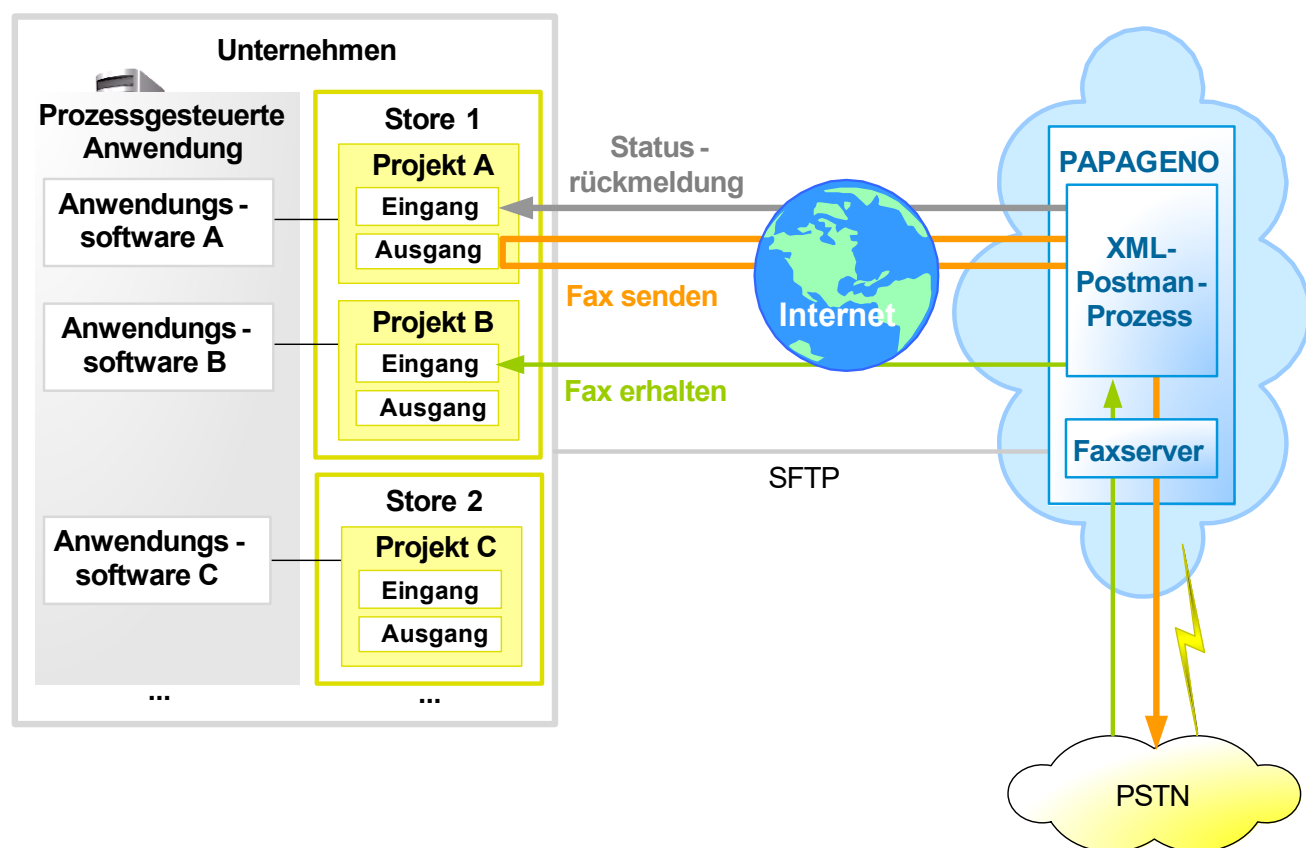 Unternehmen
Prozessgesteuerte
Anwendung
Anwendungs -
software A
Anwendungs -
software B
Anwendungs -
software C
...
Store 1
Projekt A
Eingang
Ausgang
Projekt B
Eingang
Ausgang
Store 2
Projekt C
Eingang
Ausgang
...
Status -
rückmeldung
Fax senden
Internet
Fax erhalten
SFTP
PAPAGENO
XML-
Postman -
Prozess
Faxserver
PSTN